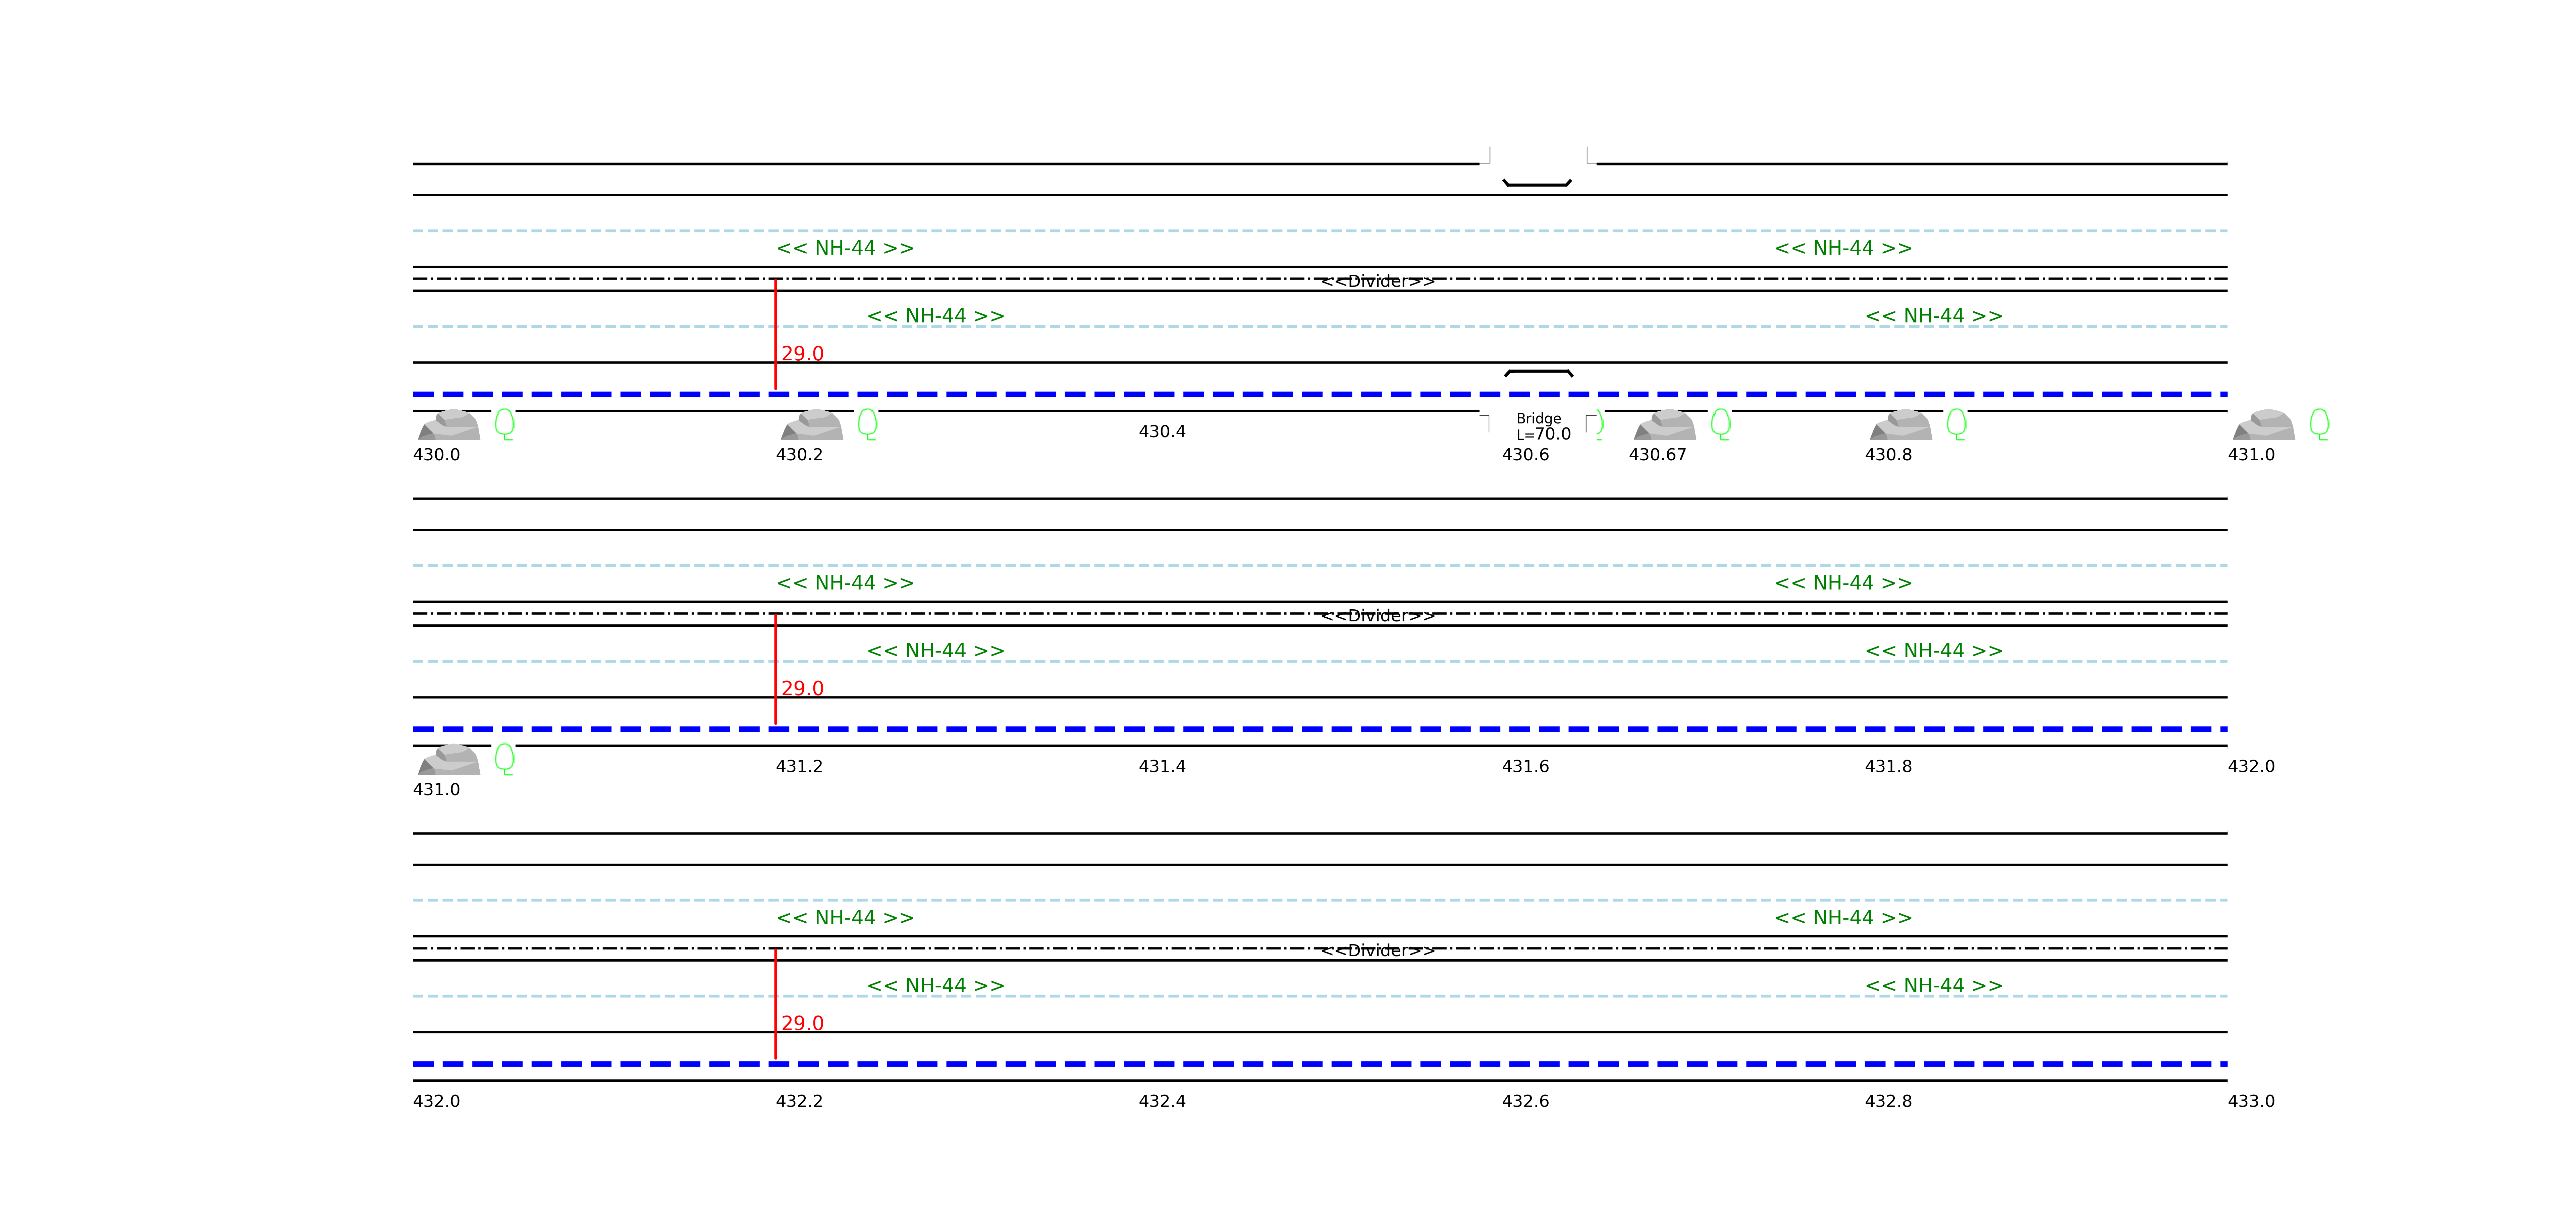 << NH-44 >> << NH-44 >>
<<Divider>>
<< NH-44 >> << NH-44 >>
29.0
Bridge
L=70.0
430.4
430.0 430.2 430.6 430.67 430.8 431.0
<< NH-44 >> << NH-44 >>
<<Divider>>
<< NH-44 >> << NH-44 >>
29.0
431.2 431.4 431.6 431.8 432.0
431.0
<< NH-44 >> << NH-44 >>
<<Divider>>
<< NH-44 >> << NH-44 >>
29.0
432.0 432.2 432.4 432.6 432.8 433.0